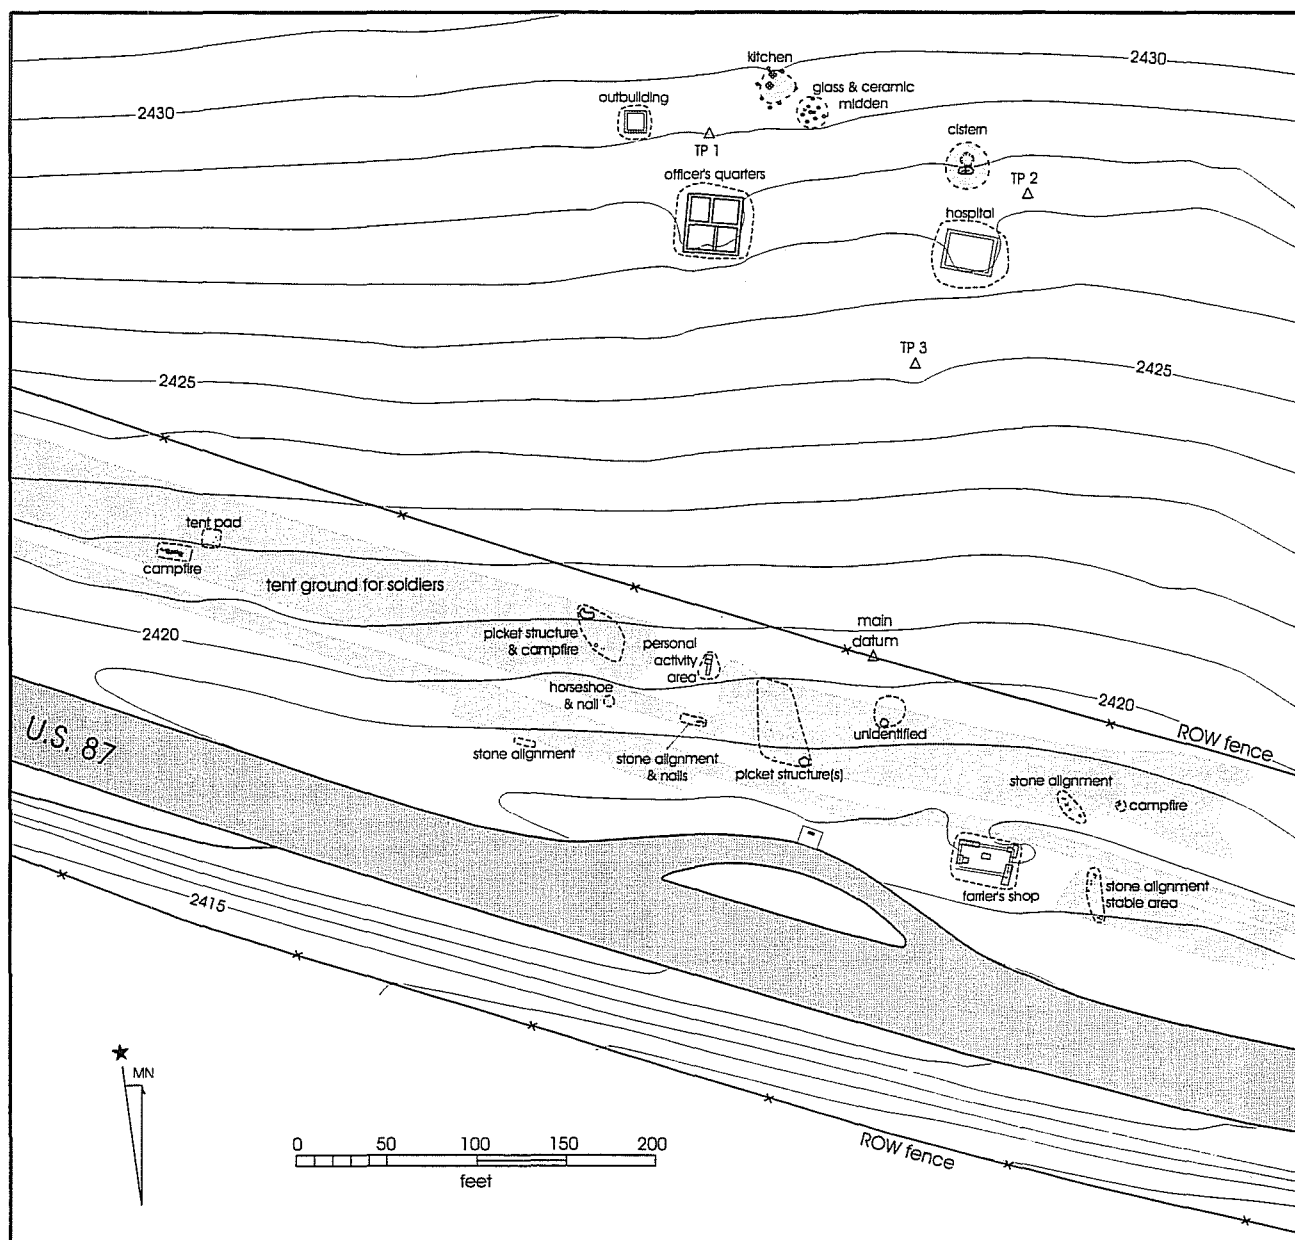 kitchen
2430
glass & ceramic
midden
outbuilding
2430
TP 1
cistern
officer's quarters
TP 2
hospital
TP 3
2425
2425
tent pad
campfire
tent ground for soldiers
main
datum
2420
picket structure
& campfire
personal
activity
area
horseshoe
& nail
2420
ROW fence
U.S. 87
unidentified
stone alignment
stone alignment
& nails
picket structure(s)
stone alignment
campfire
farrier's shop
stone alignment
stable area
2415
MN
0 50 100 150 200
feet
ROW fence